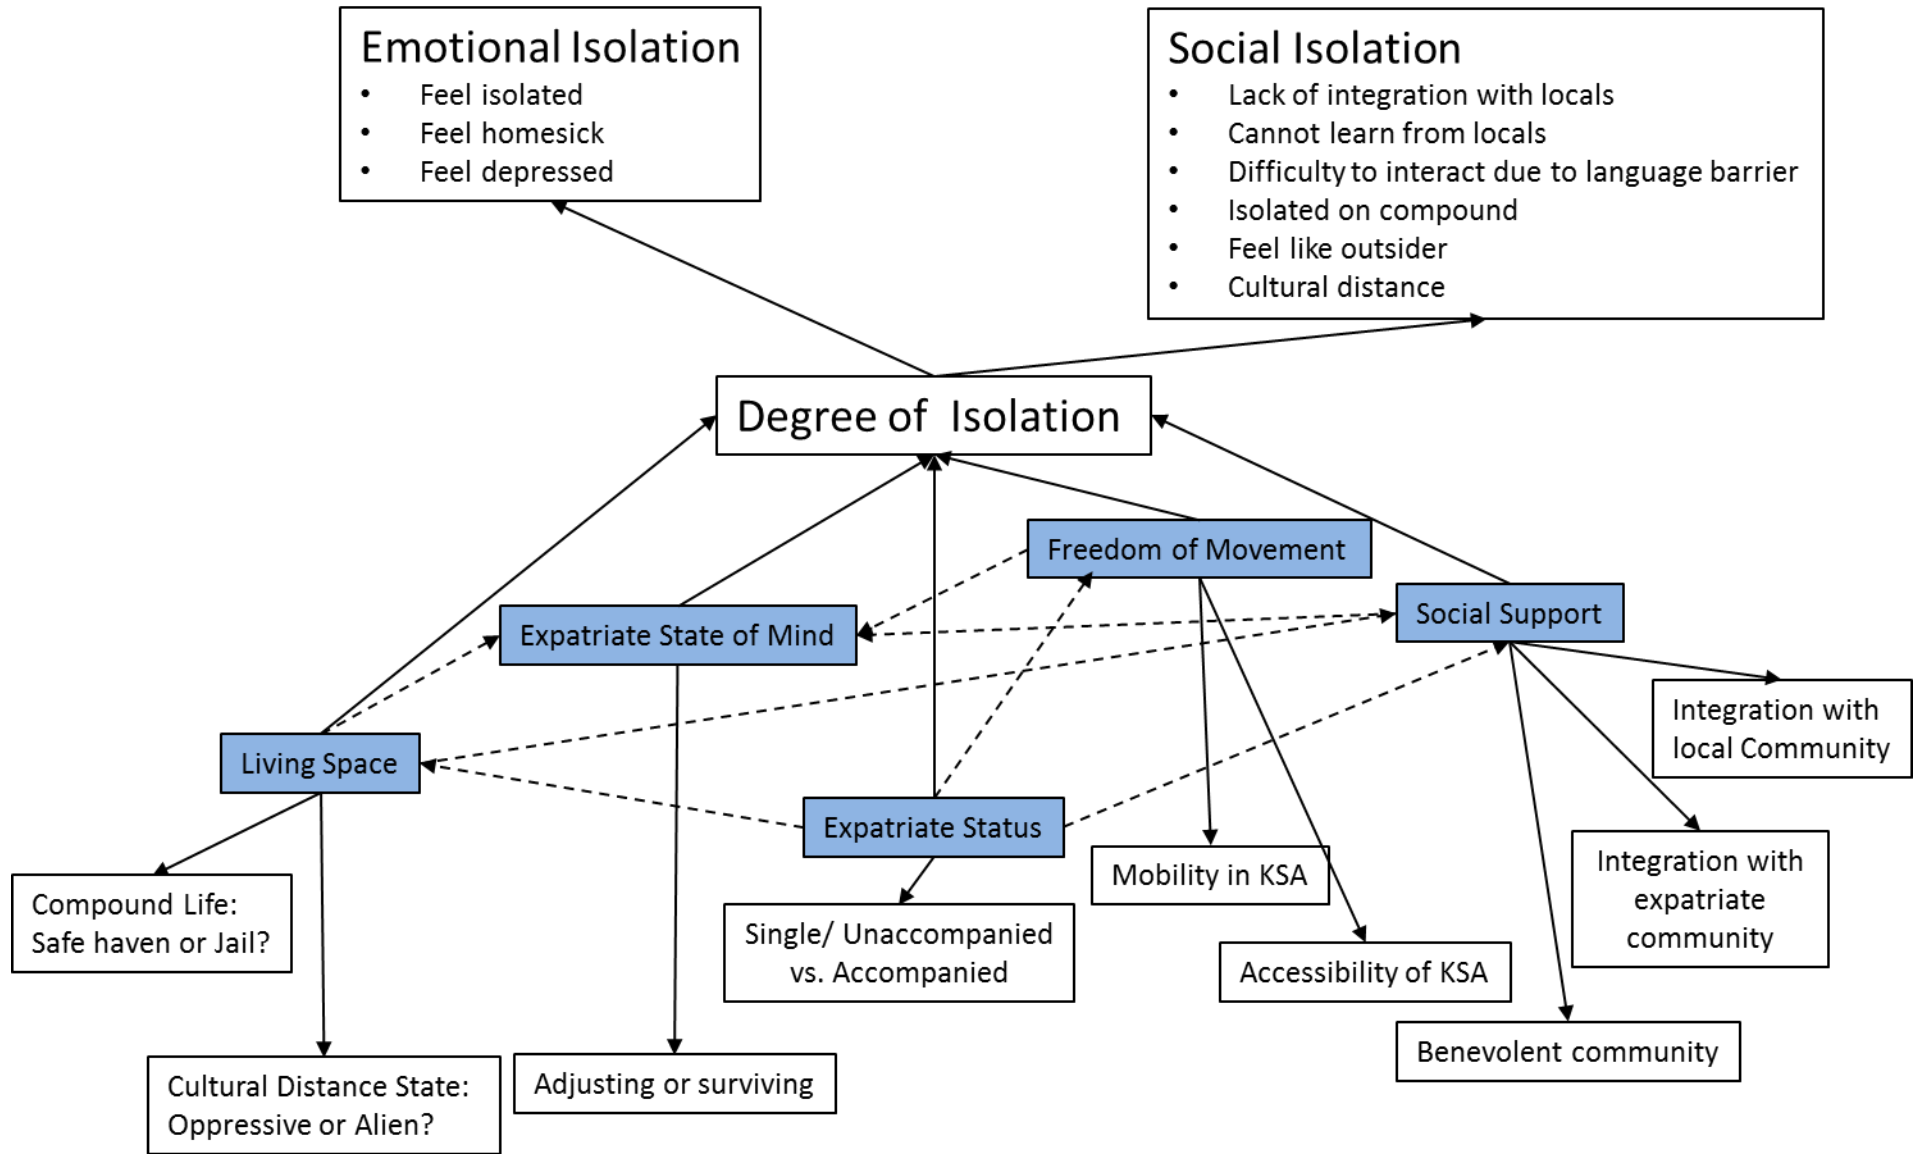 Emotional Isolation
• Feel isolated
• Feel homesick
• Feel depressed
Social Isolation
• Lack of integration with locals
• Cannot learn from locals
• Difficulty to interact due to language barrier
• Isolated on compound
• Feel like outsider
• Cultural distance
Degree of Isolation
Freedom of Movement
Expatriate State of Mind
Social Support
Living Space
Expatriate Status
Integration with
local Community
Compound Life:
Safe haven or Jail?
Single/ Unaccompanied
vs. Accompanied
Mobility in KSA
Integration with
expatriate
community
Accessibility of KSA
Cultural Distance State:
Oppressive or Alien?
Adjusting or surviving
Benevolent community